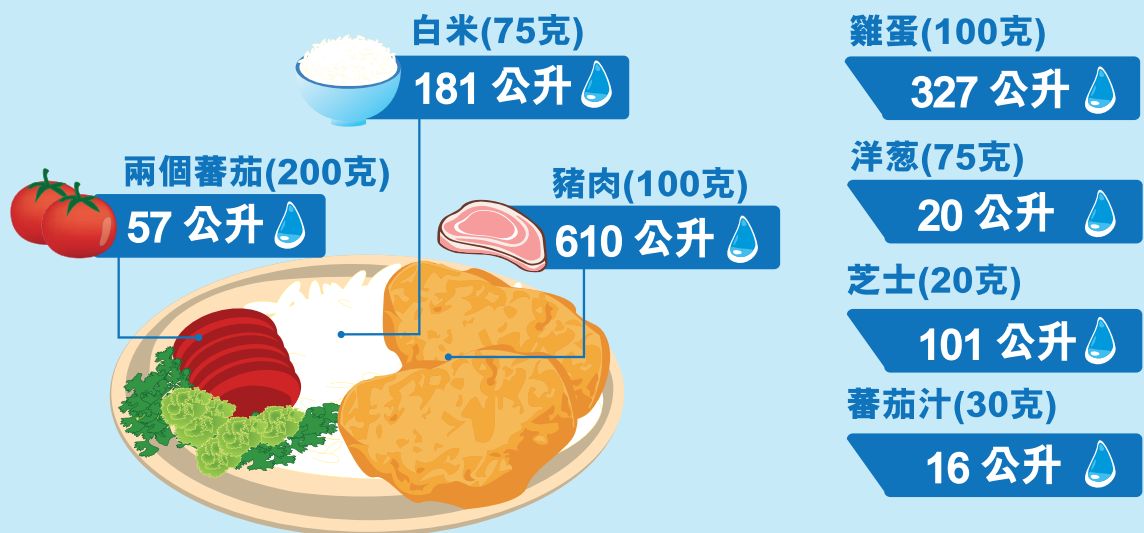 白米(75克)
181 公升
兩個蕃茄(200克)
57 公升
豬肉(100克)
610 公升
雞蛋(100克)
327 公升
洋葱(75克)
20 公升
芝士(20克)
101 公升
蕃茄汁(30克)
16 公升